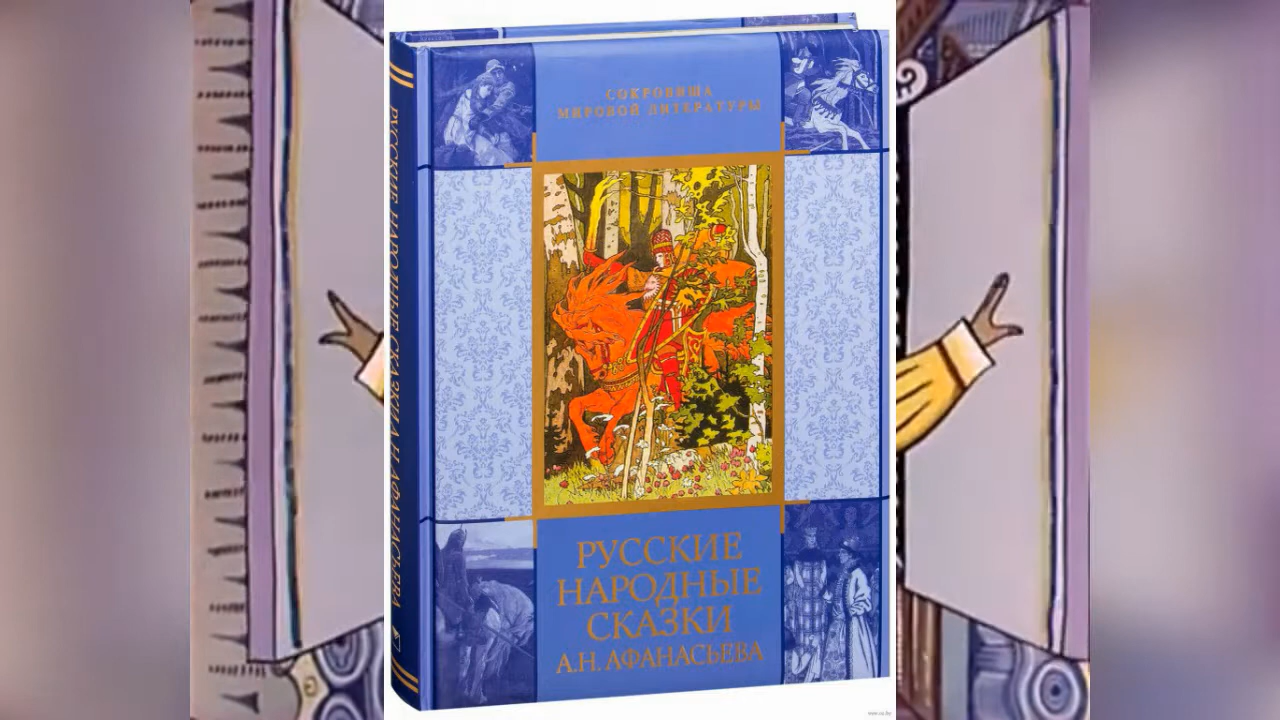 СОКРОВИЩА
МИРОВОЙ ЛИТЕРАТУРЫ
РУССКИЕ НАРОДНЫЕ СКАЗКИ А.Н. АФАНАСЬЕВА
РУССКИЕ
НАРОДНЫЕ
СКАЗКИ
А.Н. АФАНАСЬЕВА